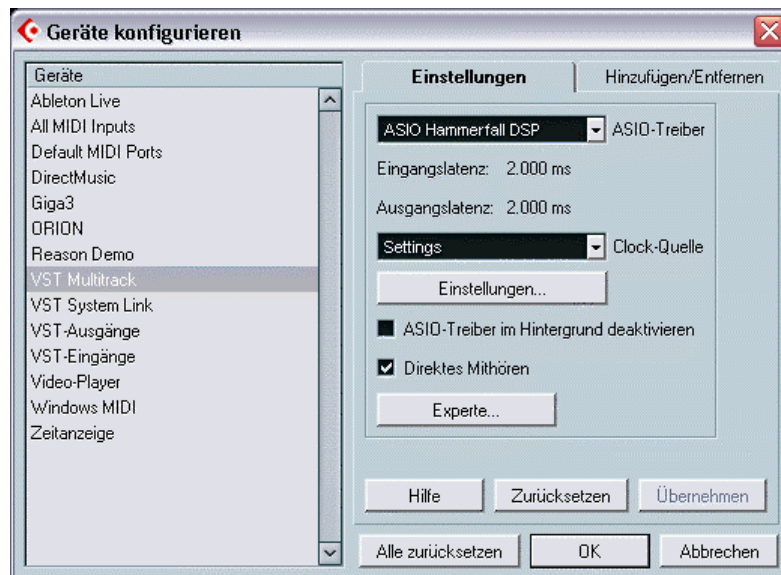 Geräte konfigurieren
Geräte
Ableton Live
All MIDI Inputs
Default MIDI Ports
DirectMusic
Giga3
ORION
Reason Demo
VST Multitrack
VST System Link
VST-Ausgänge
VST-Eingänge
Video-Player
Windows MIDI
Zeitanzeige
Einstellungen
Hinzufügen/Entfernen
ASIO Hammerfall DSP ASIO-Treiber
Eingangslatenz: 2.000 ms
Ausgangslatenz: 2.000 ms
Settings Clock-Quelle
Einstellungen...
ASIO-Treiber im Hintergrund deaktivieren
Direktes Mithören
Experte...
Hilfe Zurücksetzen Übernehmen
Alle zurücksetzen OK Abbrechen